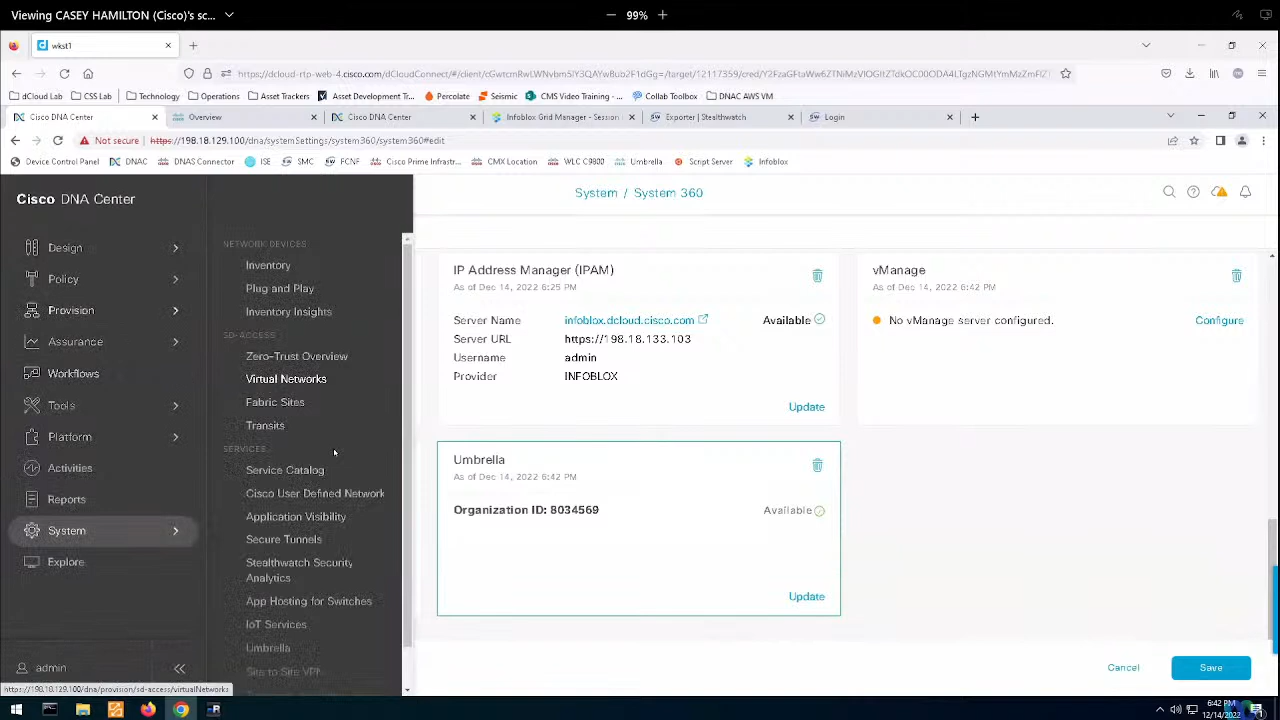 Viewing CASEY HAMILTON (Cisco)'s sc...
99%
wkst1
dCloud Lab
CSS Lab
Technology
Operations
Asset Trackers
Asset Development Tr...
Percolate
Seismic
CMS Video Training - ...
Collab Toolbox
DNAC AWS VM
Cisco DNA Center
Overview
Cisco DNA Center
Infoblox Grid Manager - Session
Exporter | Stealthwatch
Login
Not secure
https://198.18.129.100/dna/systemSettings/system360/system360#edit
Device Control Panel
DNAC
DNAS Connector
ISE
SMC
FCNF
Cisco Prime Infrastr...
CMX Location
WLC C9800
Umbrella
Script Server
Infoblox
Cisco DNA Center
Design
Policy
Provision
Assurance
Workflows
Tools
Platform
Activities
Reports
System
Explore
admin
NETWORK DEVICES
Inventory
Plug and Play
Inventory Insights
SD-ACCESS
Zero-Trust Overview
Virtual Networks
Fabric Sites
Transits
SERVICES
Service Catalog
Cisco User Defined Network
Application Visibility
Secure Tunnels
Stealthwatch Security
Analytics
App Hosting for Switches
IoT Services
Umbrella
Site to Site VPN
System / System 360
IP Address Manager (IPAM)
As of Dec 14, 2022 6:25 PM
Server Name infoblox.dcloud.cisco.com Available
Server URL https://198.18.133.103
Username admin
Provider INFOBLOX
Update
vManage
As of Dec 14, 2022 6:42 PM
No vManage server configured. Configure
Umbrella
As of Dec 14, 2022 6:42 PM
Organization ID: 8034569 Available
Update
Cancel
Save
https://198.18.129.100/dna/provision/sd-access/virtualNetworks
6:42 PM
12/14/2022